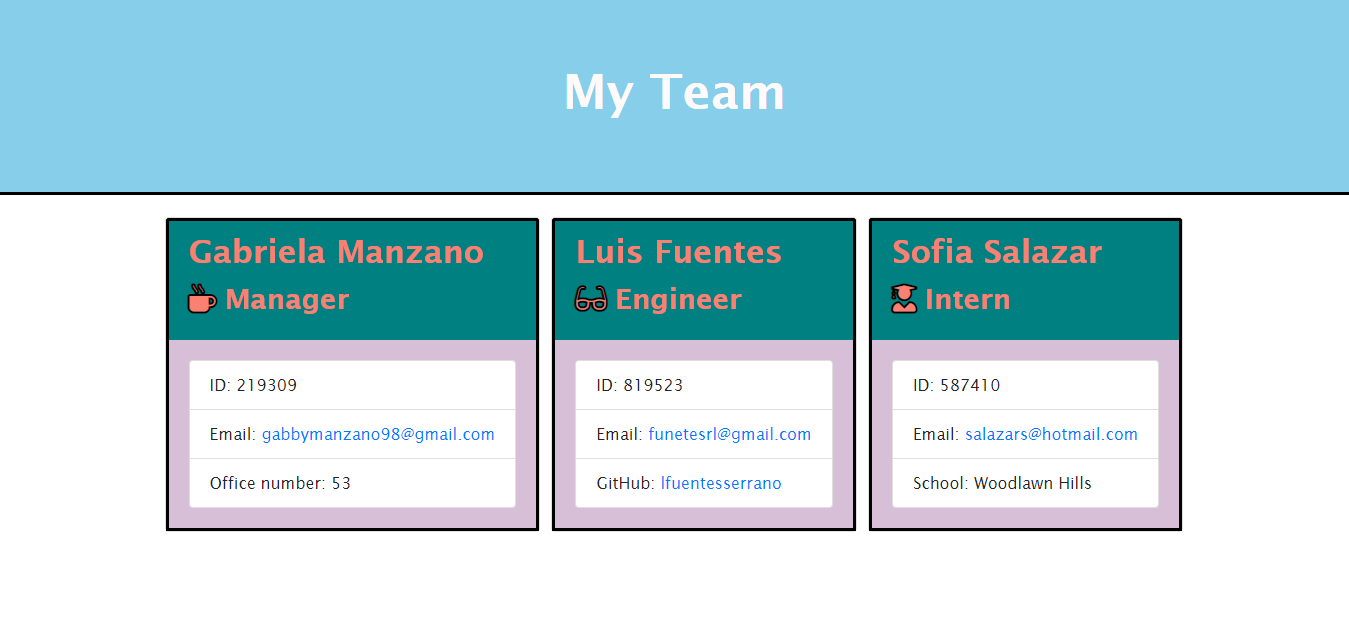 My Team
Gabriela Manzano
Manager
ID: 219309
Email: gabbymanzano98@gmail.com
Office number: 53
Luis Fuentes
Engineer
ID: 819523
Email: funetesrl@gmail.com
GitHub: lfuentesserrano
Sofia Salazar
Intern
ID: 587410
Email: salazars@hotmail.com
School: Woodlawn Hills